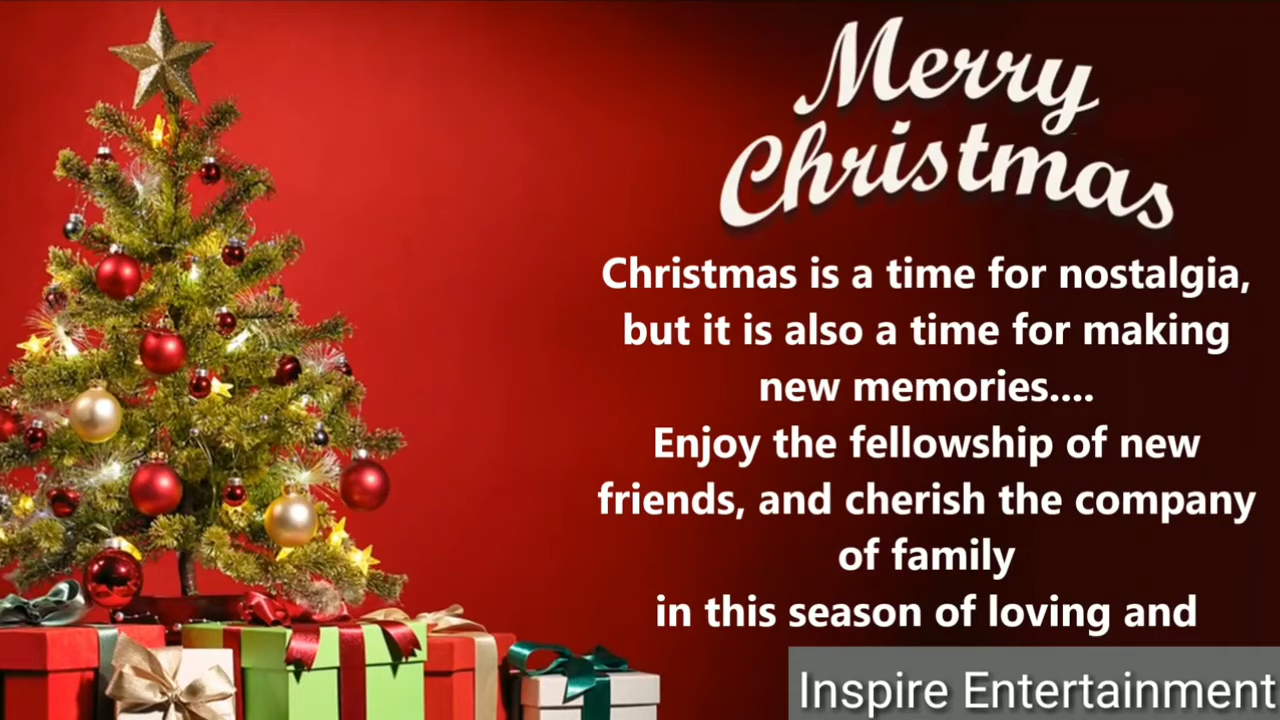 Merry
Christmas
Christmas is a time for nostalgia,
but it is also a time for making
new memories....
Enjoy the fellowship of new
friends, and cherish the company
of family
in this season of loving and
Inspire Entertainment